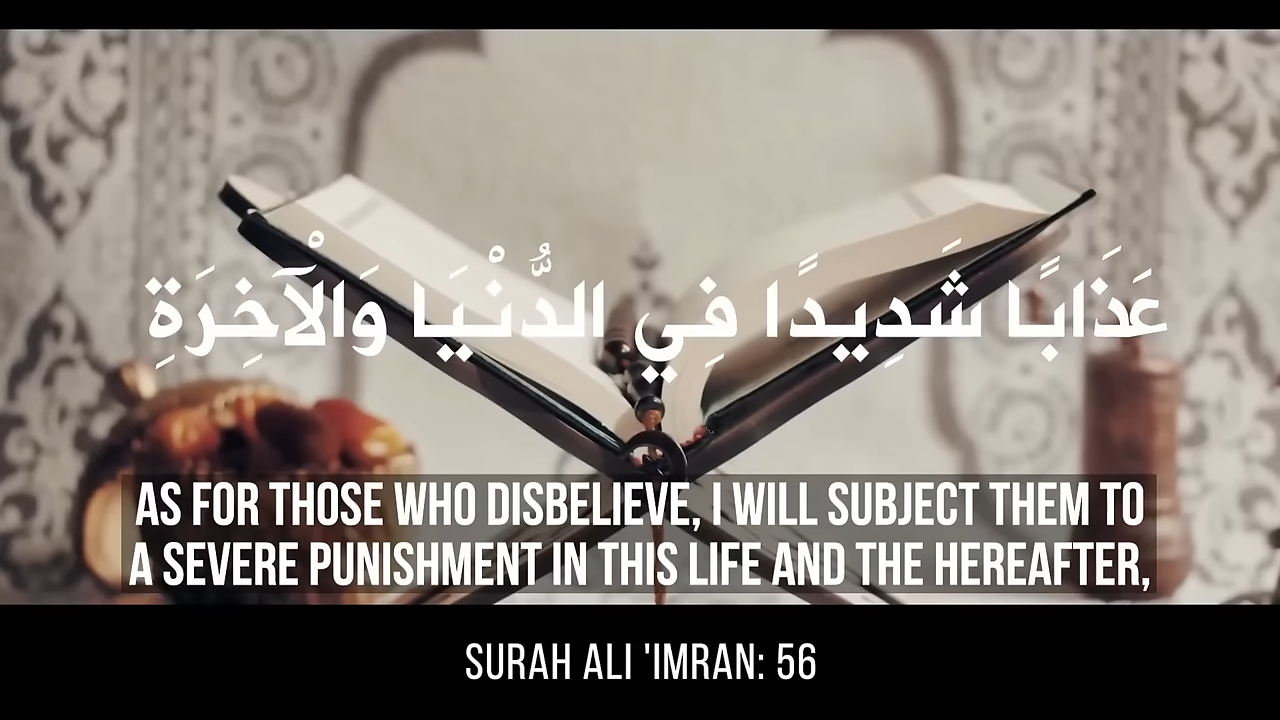 عَذَابًا شَدِيدًا فِي الدُّنْيَا وَالْآخِرَةِ
AS FOR THOSE WHO DISBELIEVE, I WILL SUBJECT THEM TO
A SEVERE PUNISHMENT IN THIS LIFE AND THE HEREAFTER,
SURAH ALI 'IMRAN: 56